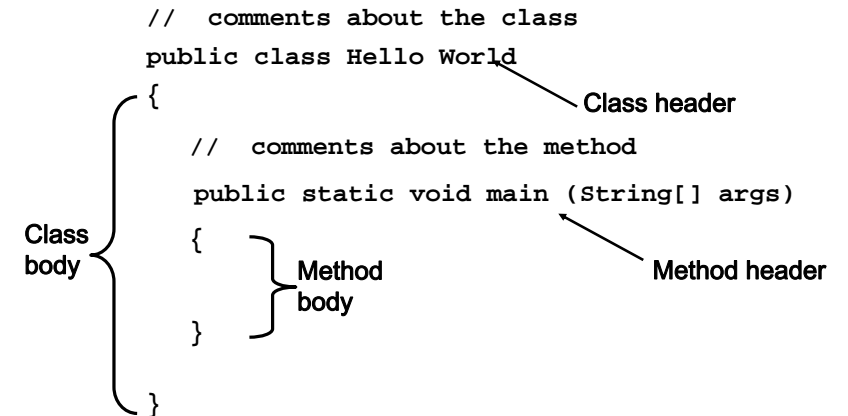 //  comments about the class
public class Hello World
{
Class header
//  comments about the method
public static void main (String[] args)
Class
body
{
Method
body
Method header
}
}